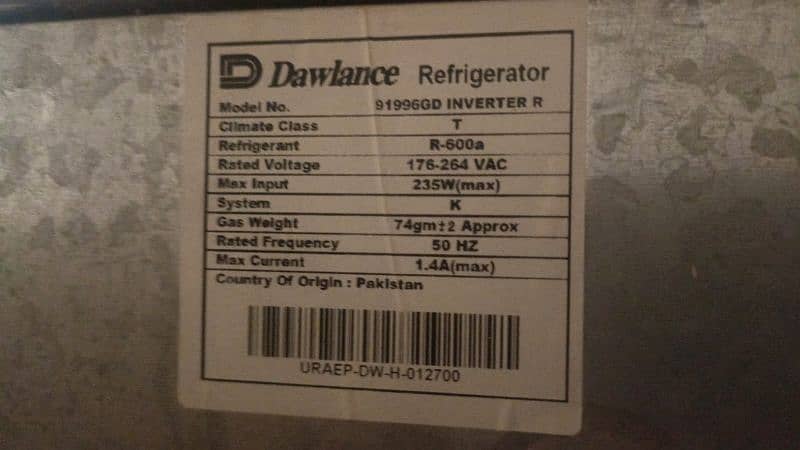 Dawlance Refrigerator
Model No. 91996GD INVERTER R
Climate Class T
Refrigerant R-600a
Rated Voltage 176-264 VAC
Max Input 235W(max)
System K
Gas Weight 74gm±2 Approx
Rated Frequency 50 HZ
Max Current 1.4A(max)
Country Of Origin : Pakistan
URAEP-DW-H-012700